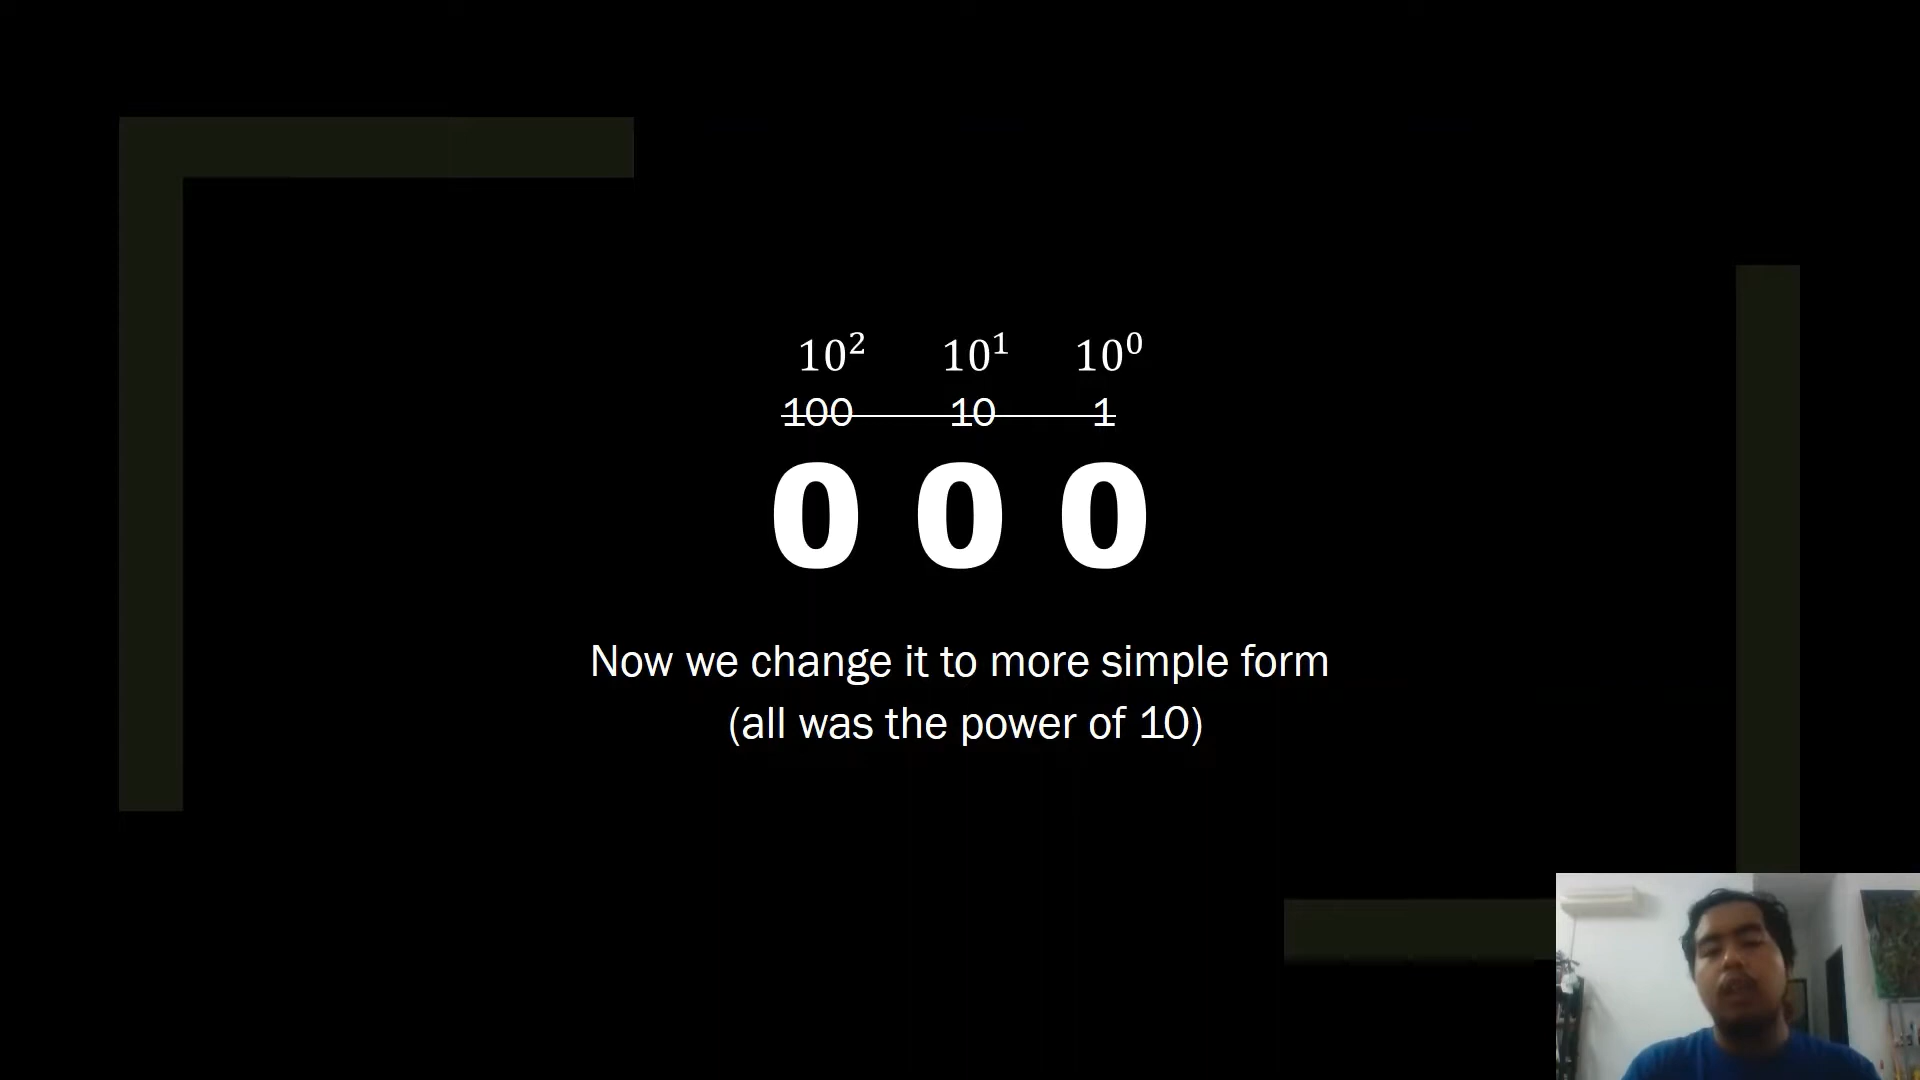 10² 10¹ 10⁰
100 10 1
0 0 0
Now we change it to more simple form
(all was the power of 10)